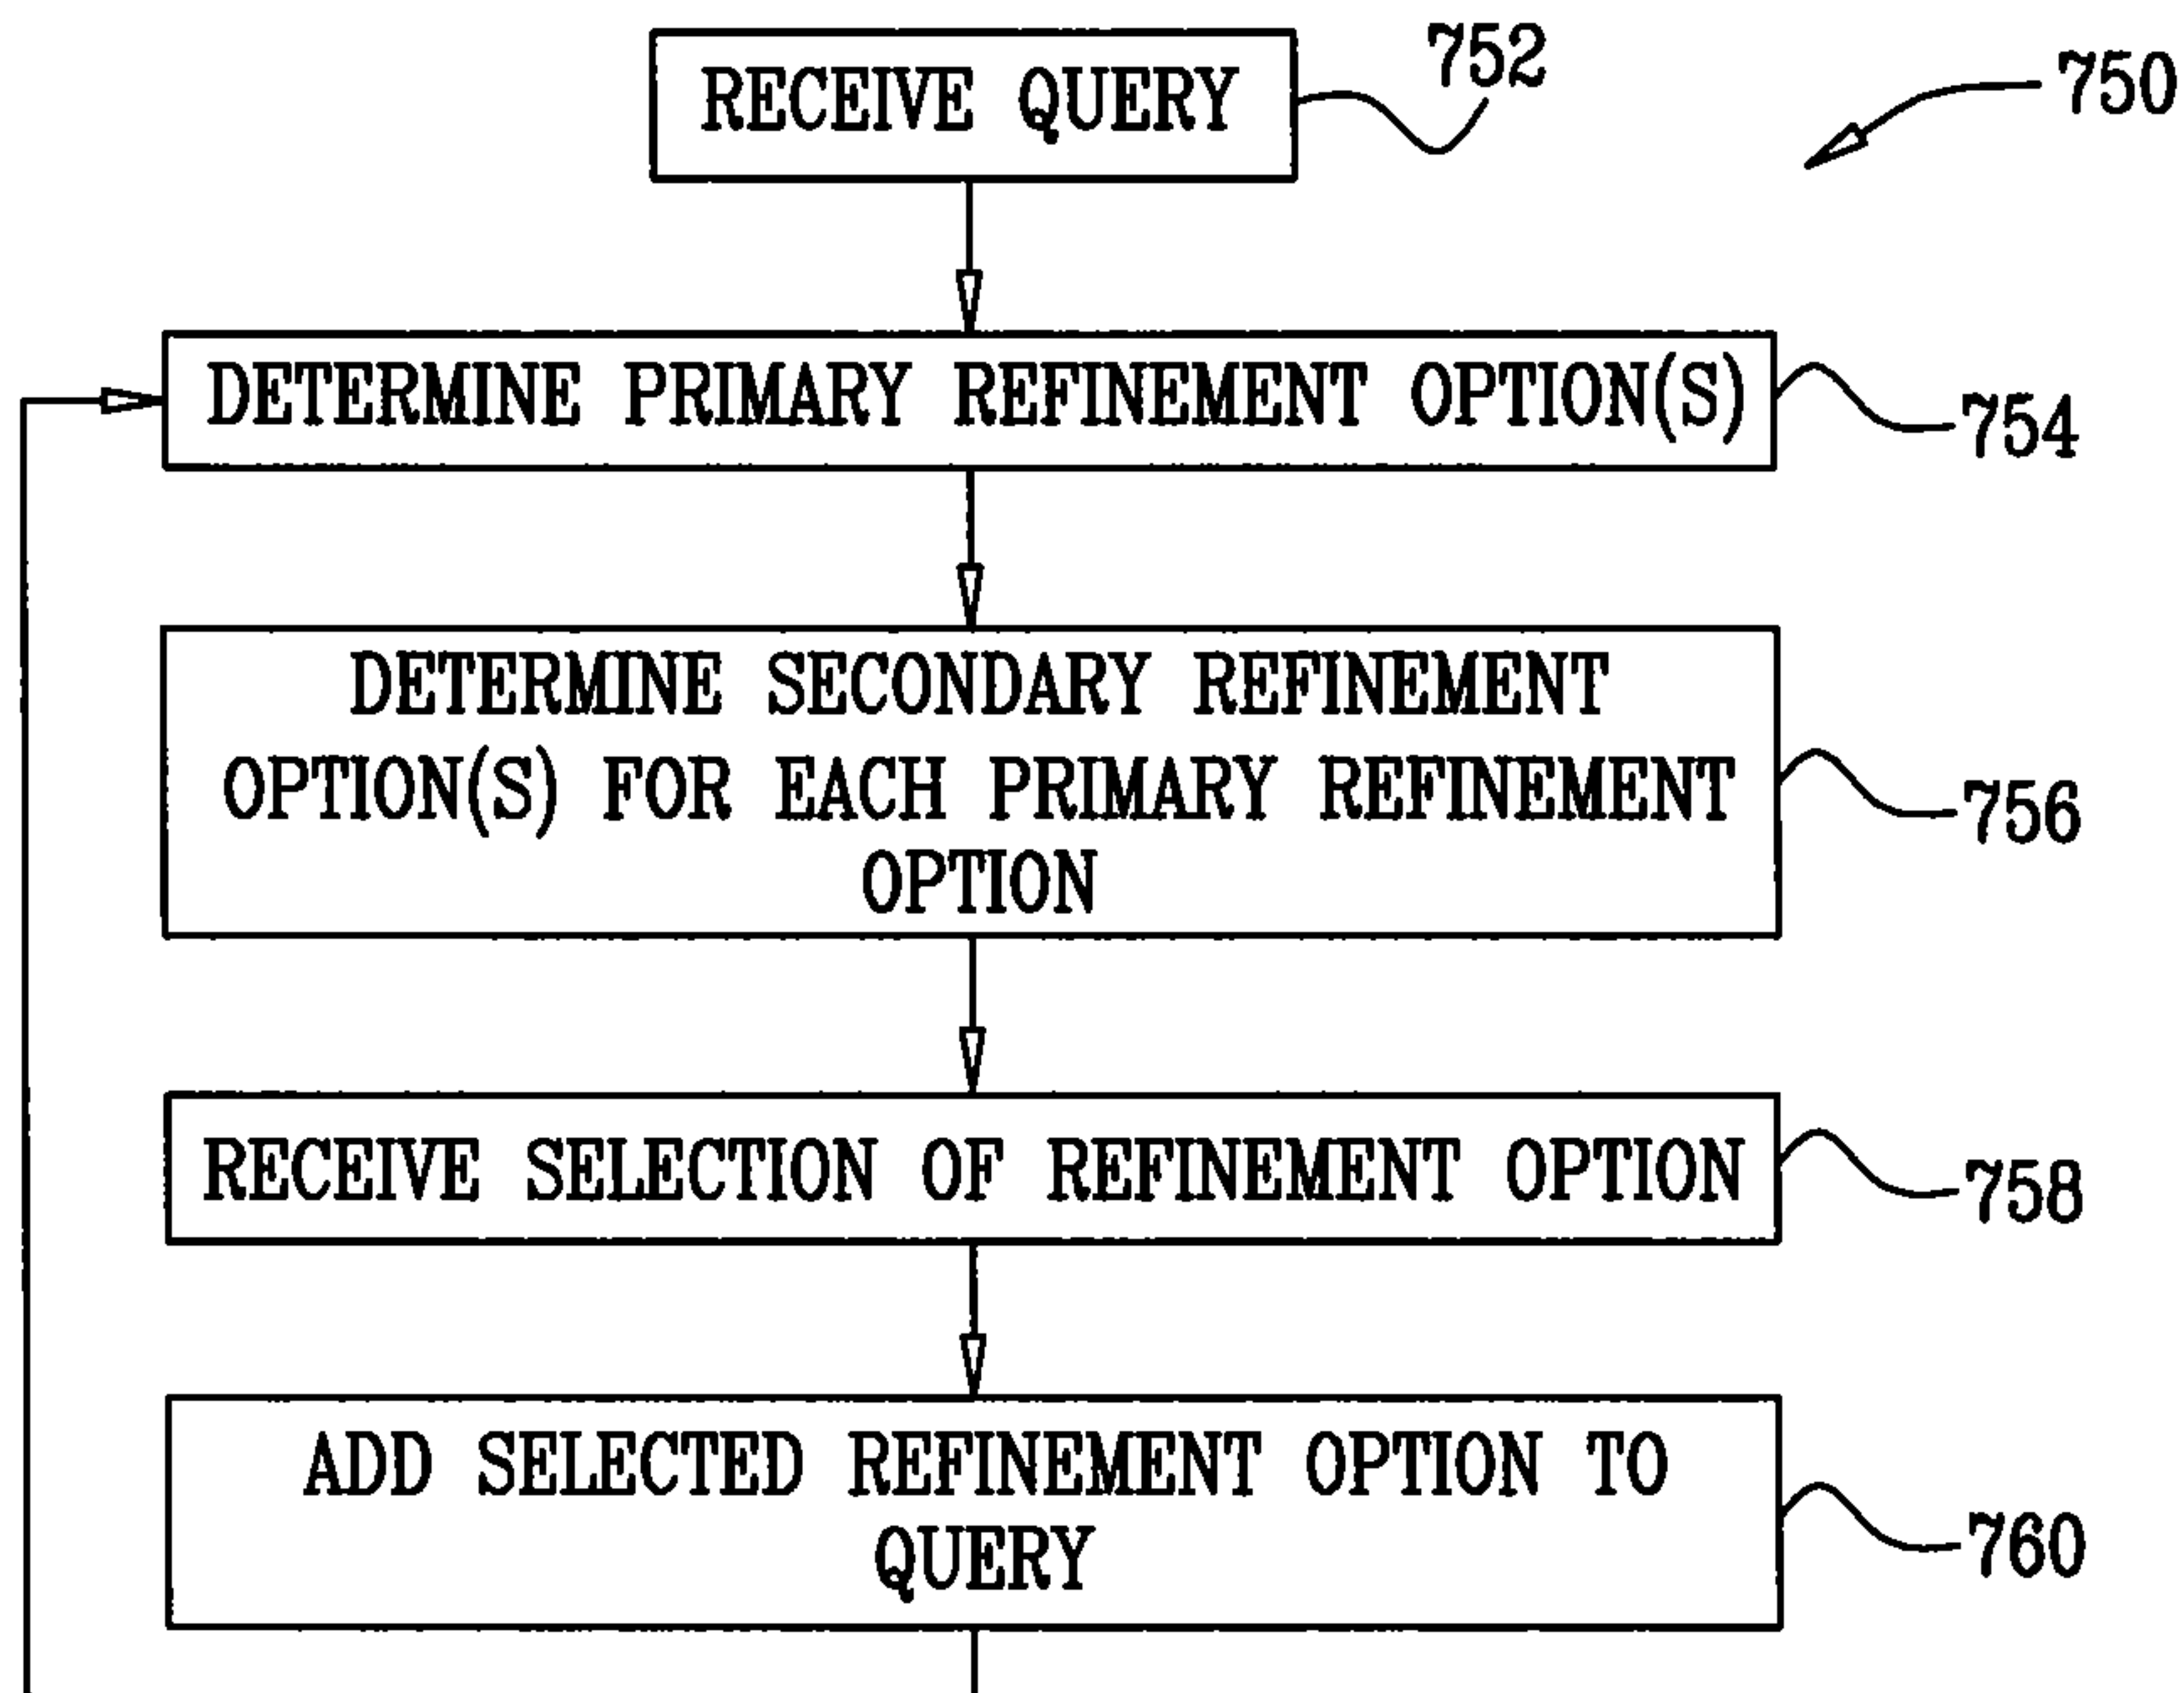 RECEIVE QUERY
752
750
DETERMINE PRIMARY REFINEMENT OPTION(S)
754
DETERMINE SECONDARY REFINEMENT
OPTION(S) FOR EACH PRIMARY REFINEMENT
OPTION
756
RECEIVE SELECTION OF REFINEMENT OPTION
758
ADD SELECTED REFINEMENT OPTION TO
QUERY
760